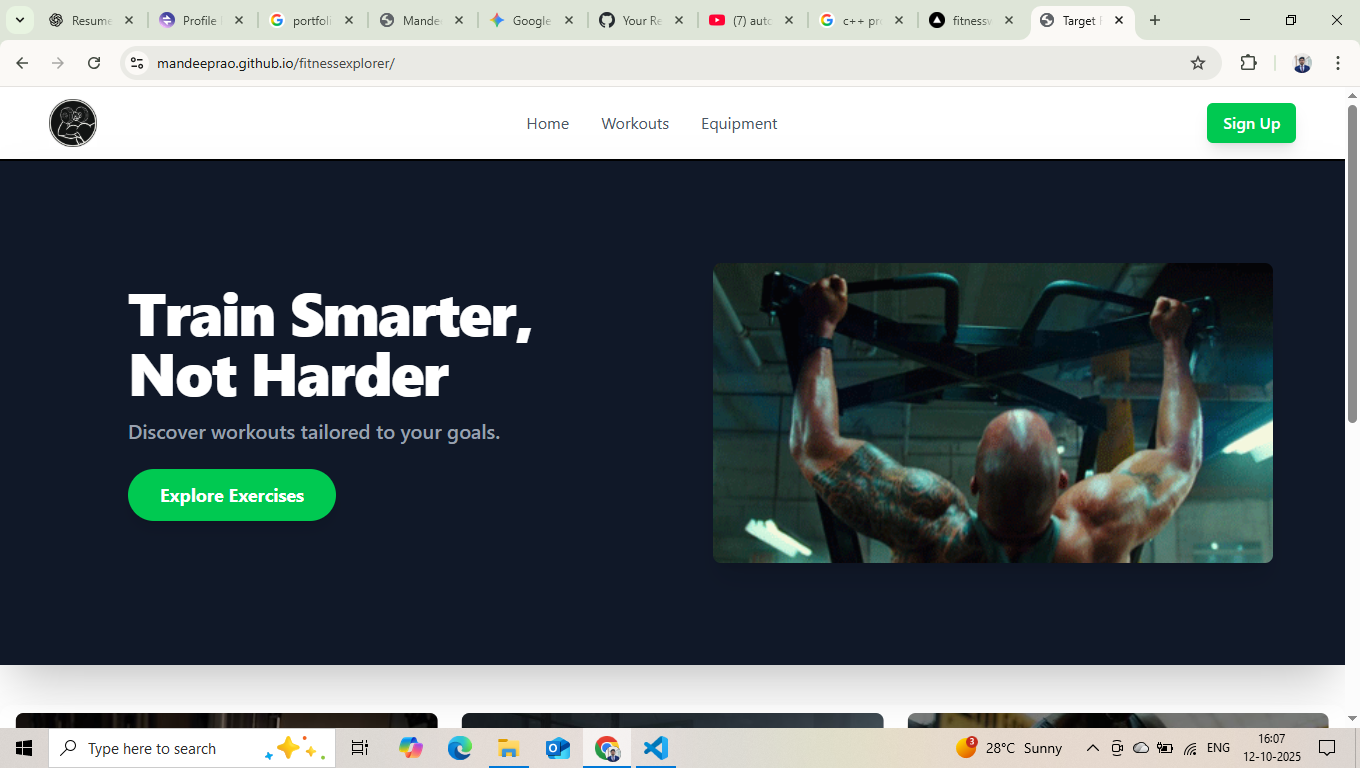 Resume
Profile
portfoli
Mande
Google
Your Re
(7) auto
c++ pr
fitnessv
Target
mandeeprao.github.io/fitnessexplorer/
Home
Workouts
Equipment
Sign Up
Train Smarter,
Not Harder
Discover workouts tailored to your goals.
Explore Exercises
Type here to search
3
28°C Sunny
ENG
16:07
12-10-2025